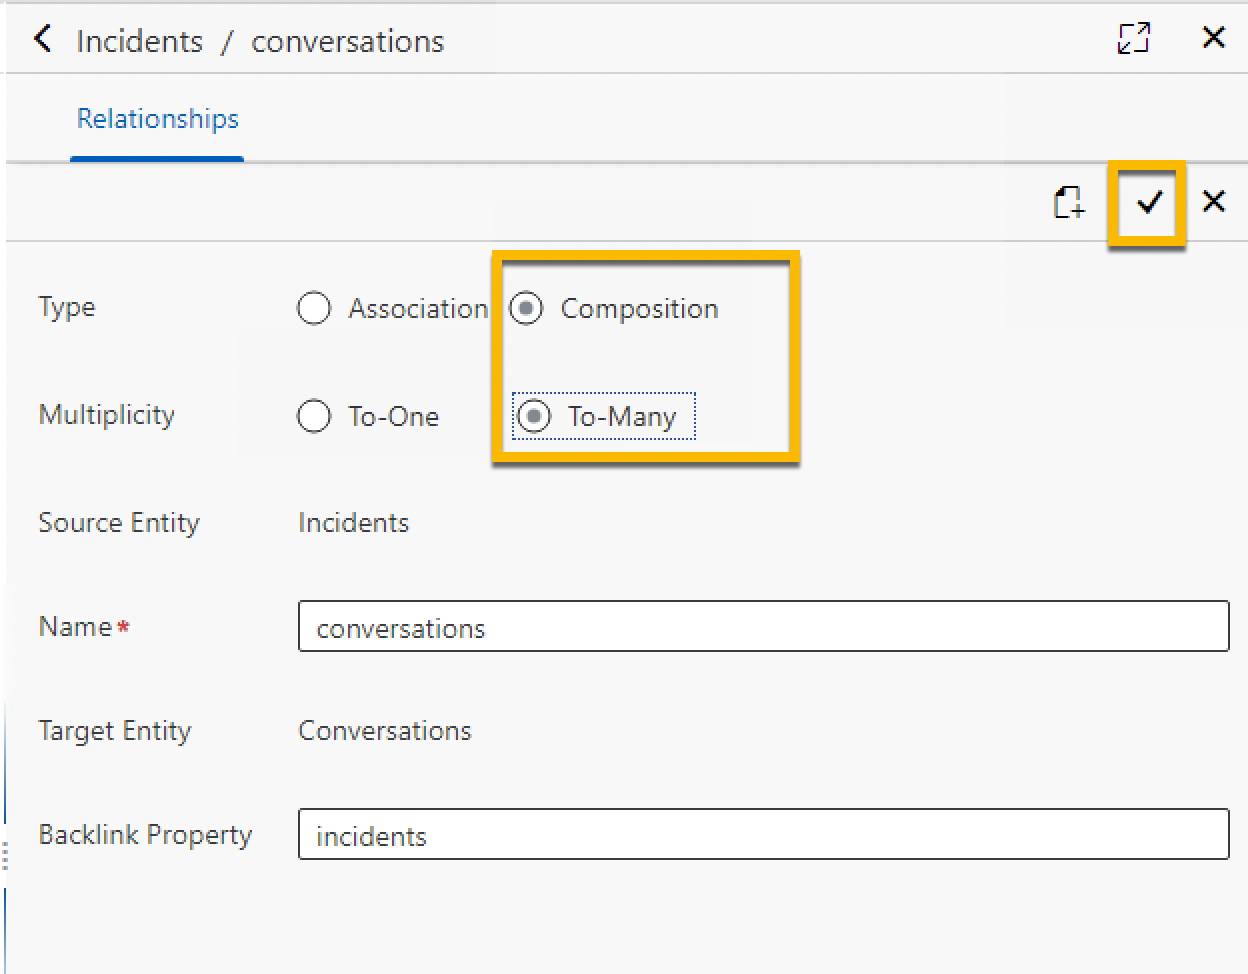 Incidents / conversations
Relationships
Type Association Composition
Multiplicity To-One To-Many
Source Entity Incidents
Name* conversations
Target Entity Conversations
Backlink Property incidents